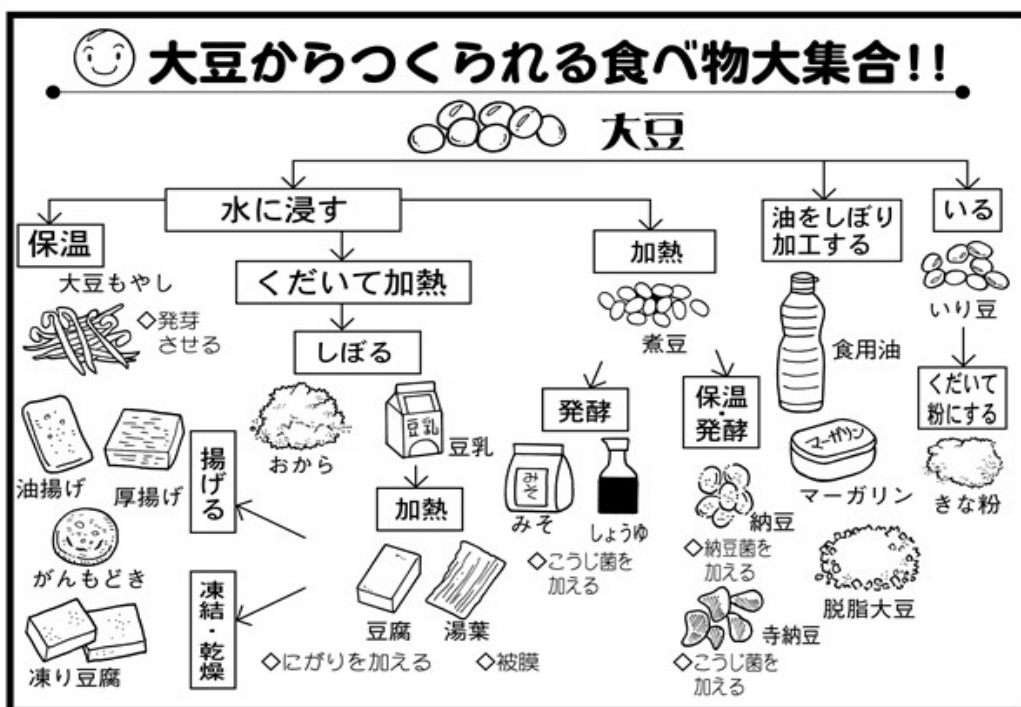 大豆からつくられる食べ物大集合!!
大豆
水に浸す
保温
大豆もやし
◇発芽
させる
くだいて加熱
しぼる
おから
豆乳
豆乳
加熱
豆腐
◇にがりを加える
湯葉
◇被膜
揚げる
油揚げ
厚揚げ
がんもどき
凍結・乾燥
凍り豆腐
加熱
煮豆
発酵
みそ
みそ
しょうゆ
◇こうじ菌を
加える
保温・発酵
納豆
◇納豆菌を
加える
寺納豆
◇こうじ菌を
加える
油をしぼり
加工する
食用油
マーガリン
マーガリン
脱脂大豆
いる
いり豆
くだいて
粉にする
きな粉